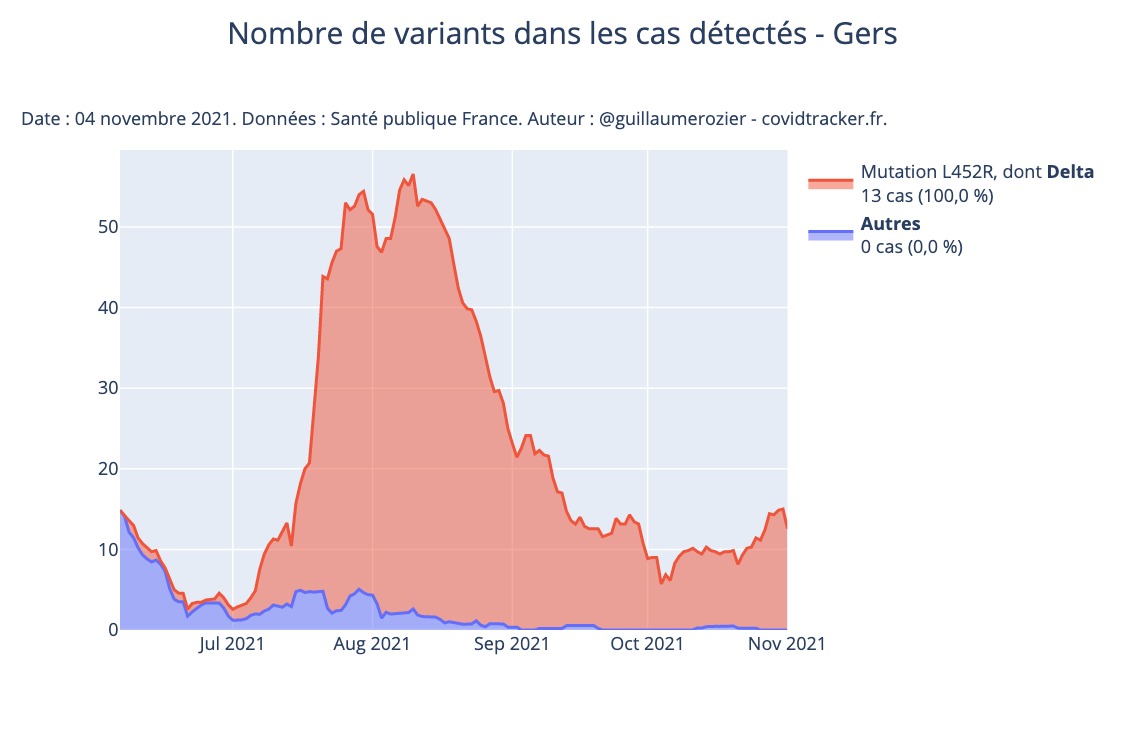 Nombre de variants dans les cas détectés - Gers
Date : 04 novembre 2021. Données : Santé publique France. Auteur : @guillaumerozier - covidtracker.fr.
Mutation L452R, dont Delta
13 cas (100,0 %)
Autres
0 cas (0,0 %)
50
40
30
20
10
0
Jul 2021 Aug 2021 Sep 2021 Oct 2021 Nov 2021